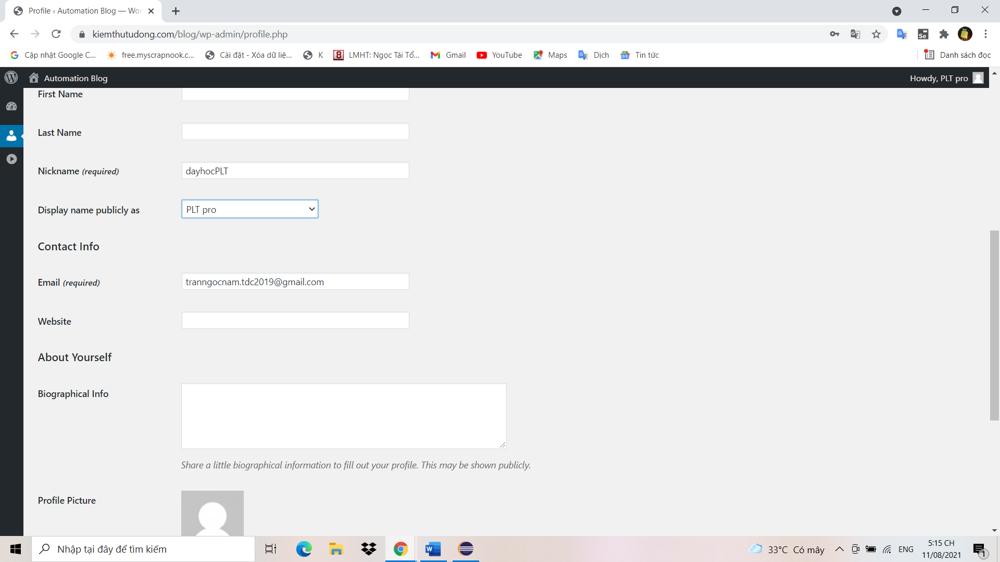 Profile ‹ Automation Blog — Wor
kiemthutudong.com/blog/wp-admin/profile.php
Cập nhật Google C... free.myscrapnook.c... Cài đặt - Xóa dữ liệ... K LMHT: Ngọc Tái Tổ... Gmail YouTube Maps Dịch Tin tức Danh sách đọc
Automation Blog Howdy, PLT pro
First Name
Last Name
Nickname (required) dayhocPLT
Display name publicly as PLT pro
Contact Info
Email (required) tranngocnam.tdc2019@gmail.com
Website
About Yourself
Biographical Info
Share a little biographical information to fill out your profile. This may be shown publicly.
Profile Picture
Nhập tại đây để tìm kiếm 33°C Có mây ENG 5:15 CH
11/08/2021 1